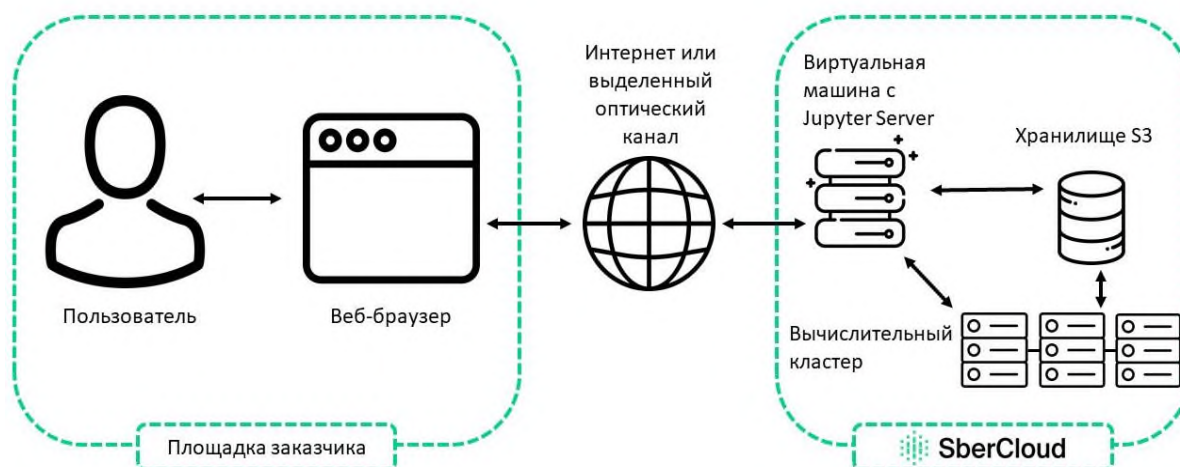 Интернет или
выделенный
оптический
канал
Виртуальная
машина с
Jupyter Server
Хранилище S3
Пользователь
Веб-браузер
Вычислительный
кластер
Площадка заказчика
SberCloud